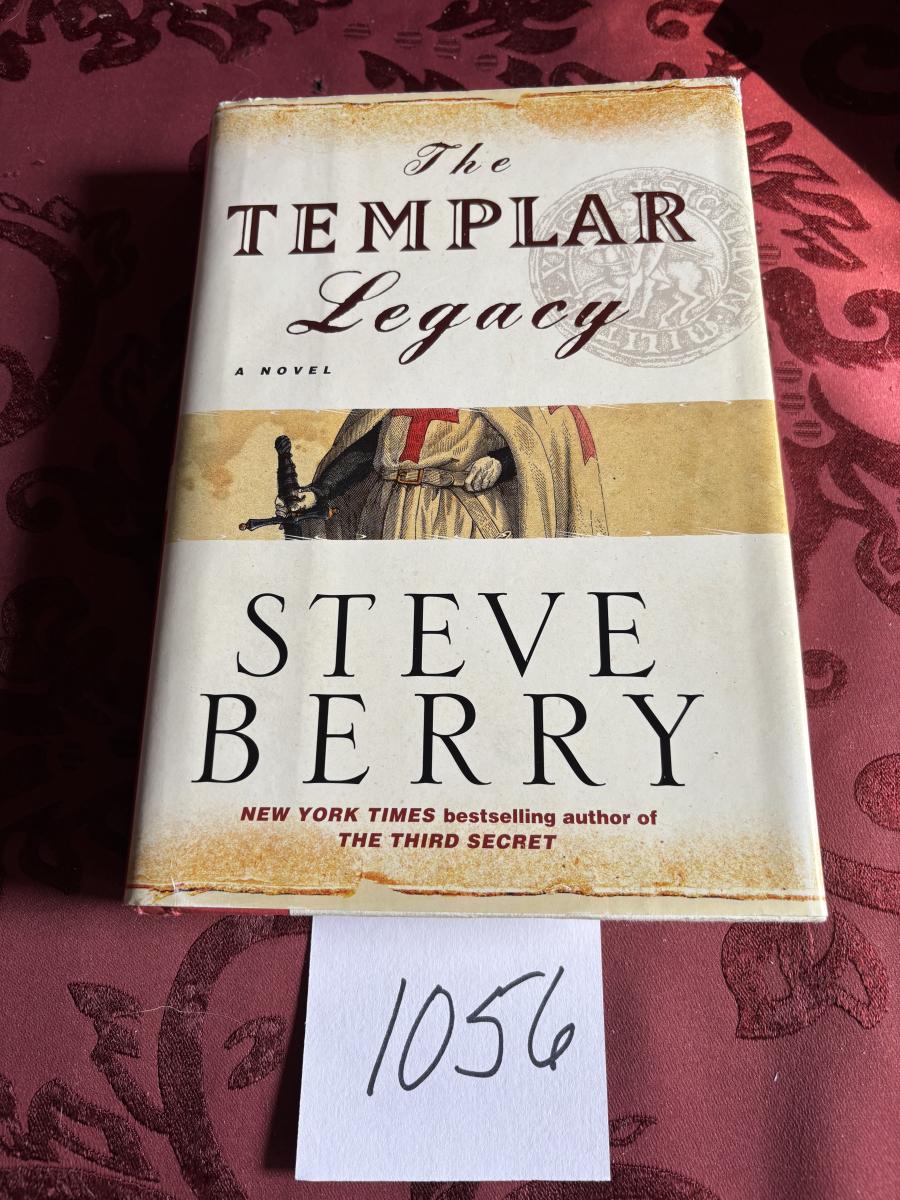 The
TEMPLAR
Legacy
A NOVEL
STEVE
BERRY
NEW YORK TIMES bestselling author of
THE THIRD SECRET
1056